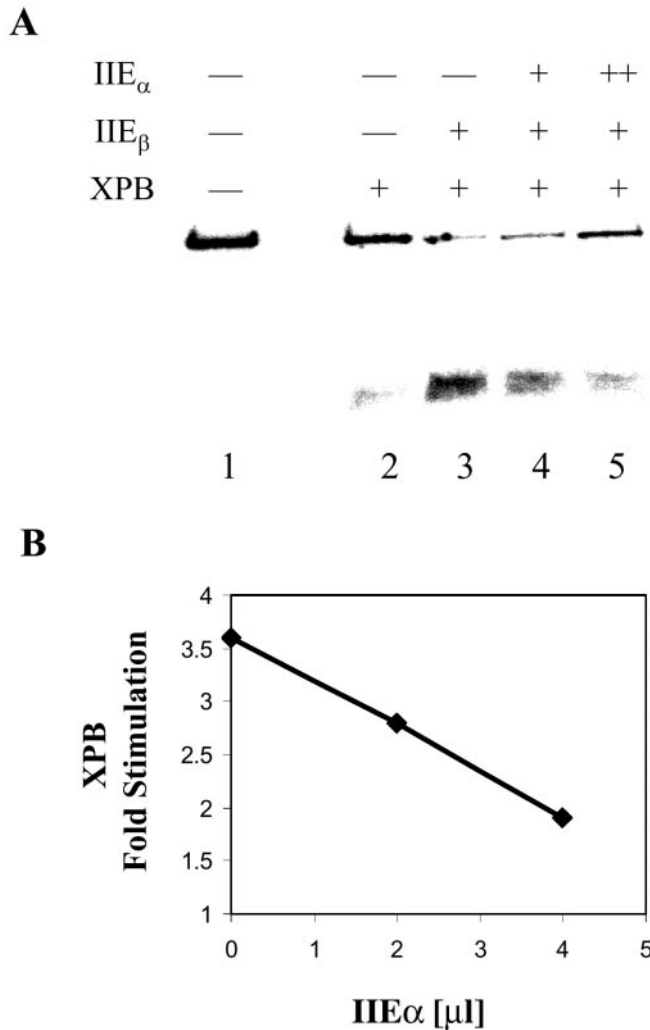 A
IIEα — — — + ++
IIEβ — — + + +
XPB — + + + +
1 2 3 4 5
B
4
3.5
3
2.5
2
1.5
1
0 1 2 3 4 5
XPB
Fold Stimulation
IIEα [µl]